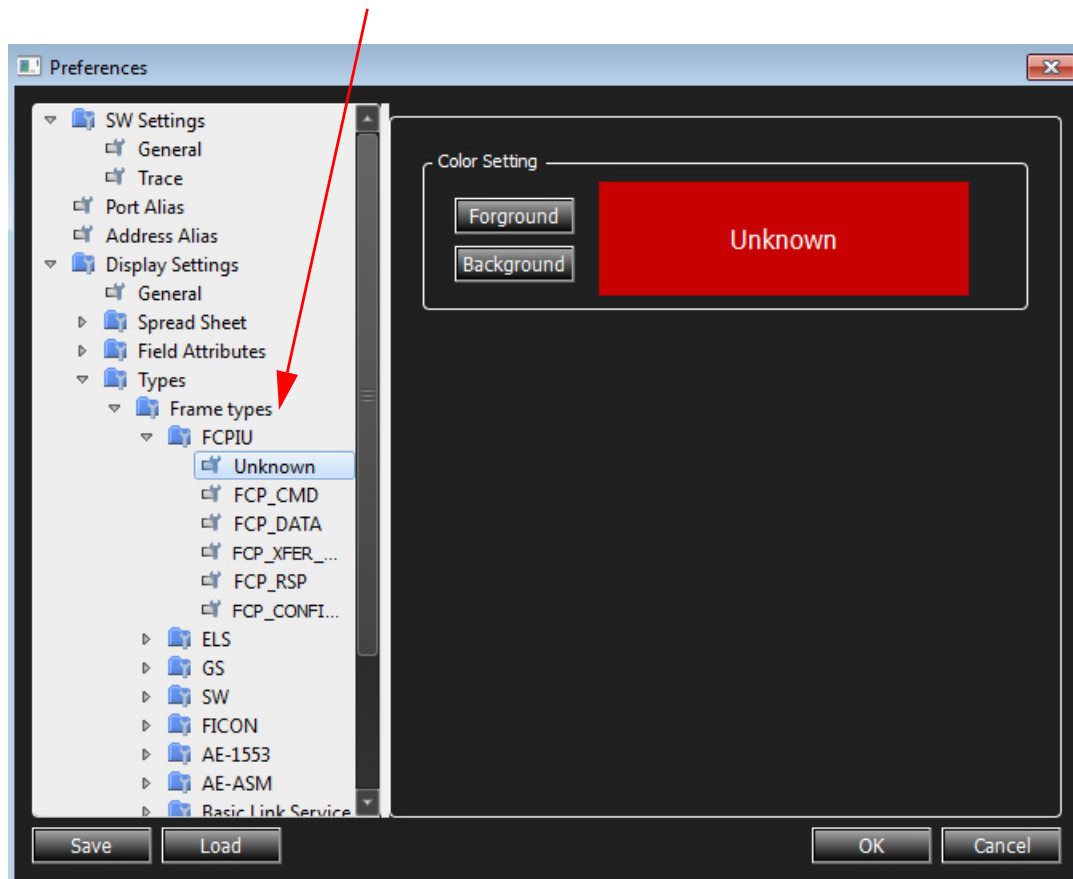 Preferences
SW Settings
General
Trace
Port Alias
Address Alias
Display Settings
General
Spread Sheet
Field Attributes
Types
Frame types
FCPIU
Unknown
FCP_CMD
FCP_DATA
FCP_XFER_...
FCP_RSP
FCP_CONFI...
ELS
GS
SW
FICON
AE-1553
AE-ASM
Basic Link Service
Color Setting
Forground
Background
Unknown
Save Load OK Cancel